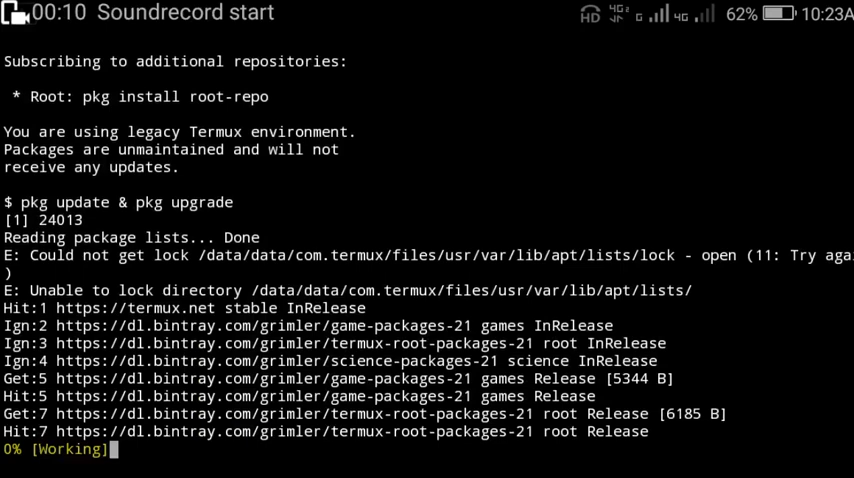 00:10 Soundrecord start HD 4G2 G 4G 62% 10:23A
Subscribing to additional repositories:
* Root: pkg install root-repo
You are using legacy Termux environment.
Packages are unmaintained and will not
receive any updates.
$ pkg update & pkg upgrade
[1] 24013
Reading package lists... Done
E: Could not get lock /data/data/com.termux/files/usr/var/lib/apt/lists/lock - open (11: Try agai
)
E: Unable to lock directory /data/data/com.termux/files/usr/var/lib/apt/lists/
Hit:1 https://termux.net stable InRelease
Ign:2 https://dl.bintray.com/grimler/game-packages-21 games InRelease
Ign:3 https://dl.bintray.com/grimler/termux-root-packages-21 root InRelease
Ign:4 https://dl.bintray.com/grimler/science-packages-21 science InRelease
Get:5 https://dl.bintray.com/grimler/game-packages-21 games Release [5344 B]
Hit:5 https://dl.bintray.com/grimler/game-packages-21 games Release
Get:7 https://dl.bintray.com/grimler/termux-root-packages-21 root Release [6185 B]
Hit:7 https://dl.bintray.com/grimler/termux-root-packages-21 root Release
0% [Working]